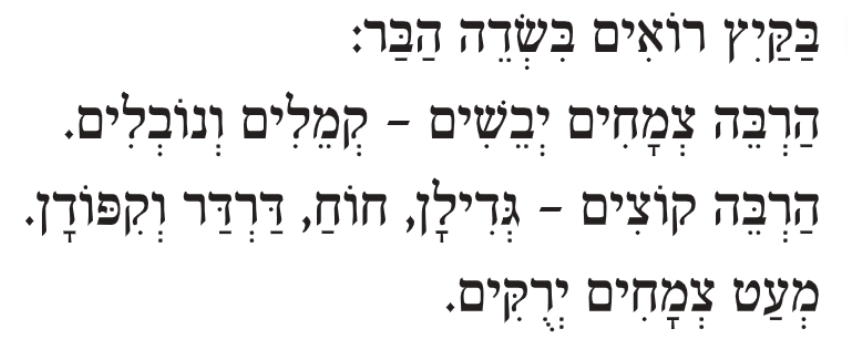 בַּקַּיִץ רוֹאִים בִּשְׂדֵה הַבַּר:
הַרְבֵּה צְמָחִים יְבֵשִׁים – קְמֵלִים וְנוֹבְלִים.
הַרְבֵּה קוֹצִים – גְּדִילָן, חוֹחַ, דַּרְדַּר וְקִפּוֹדָן.
מְעַט צְמָחִים יְרֻקִּים.